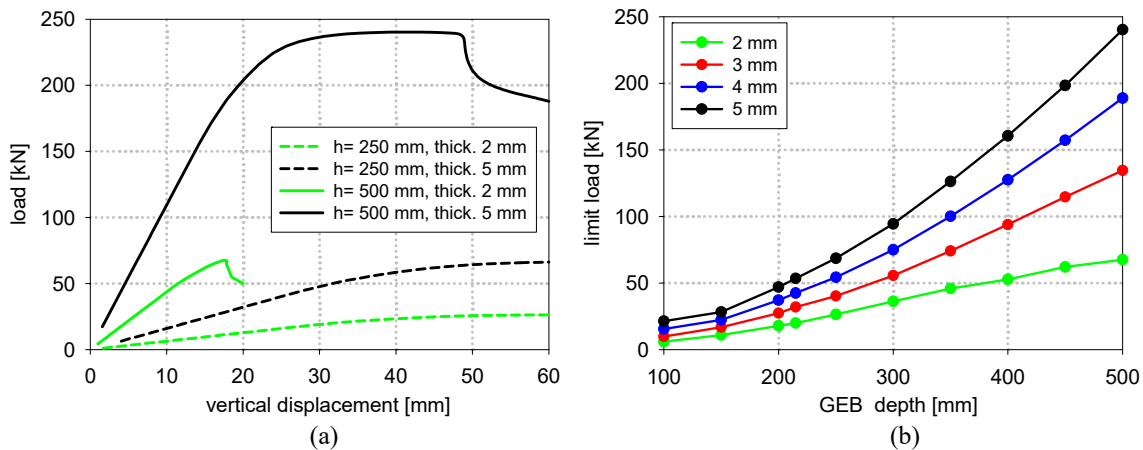 250
200
150
100
50
0
load [kN]
0 10 20 30 40 50 60
vertical displacement [mm]
h= 250 mm, thick. 2 mm
h= 250 mm, thick. 5 mm
h= 500 mm, thick. 2 mm
h= 500 mm, thick. 5 mm
(a)
250
200
150
100
50
0
limit load [kN]
2 mm
3 mm
4 mm
5 mm
100 200 300 400 500
GEB depth [mm]
(b)